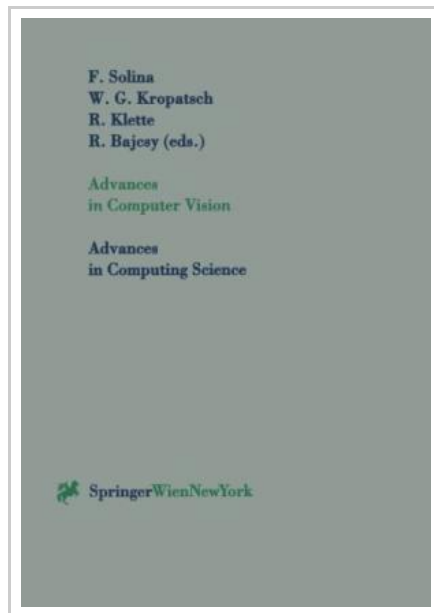 F. Solina
W. G. Kropatsch
R. Klette
R. Bajcsy (eds.)
Advances
in Computer Vision
Advances
in Computing Science
SpringerWienNewYork